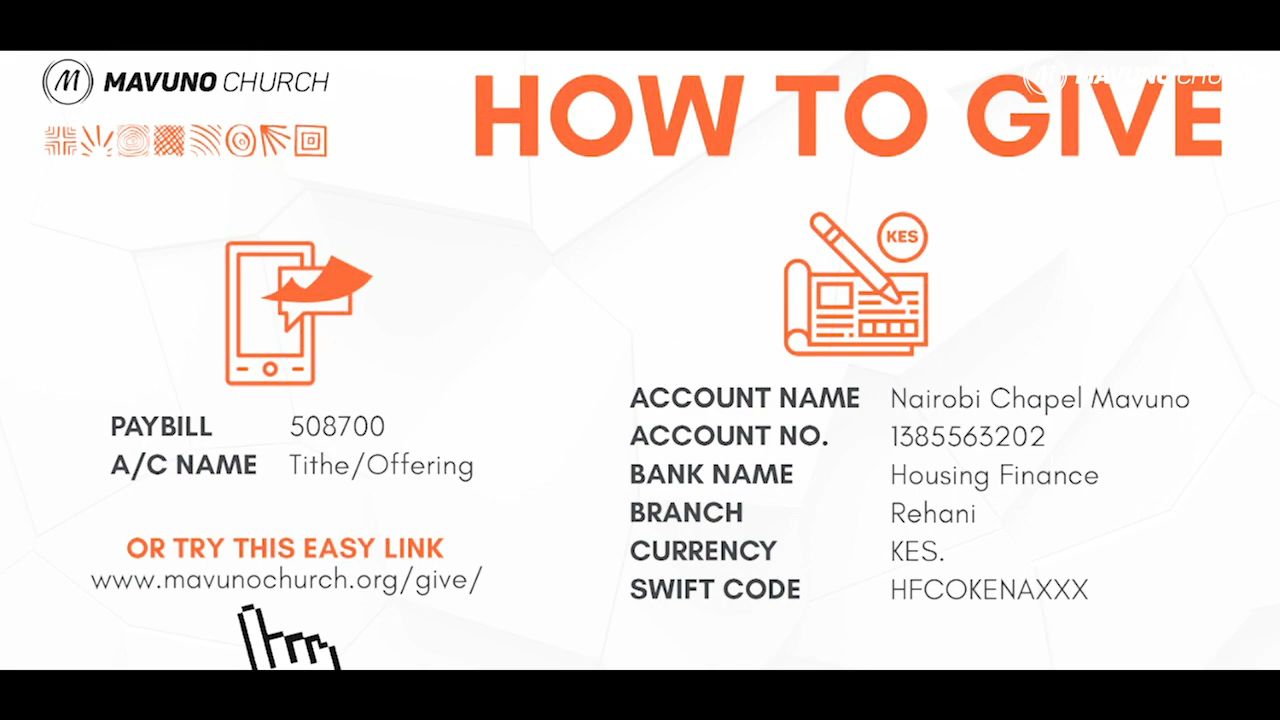 MAVUNO CHURCH
HOW TO GIVE
MAVUNO CHURCH
KES
PAYBILL 508700
A/C NAME Tithe/Offering
OR TRY THIS EASY LINK
www.mavunochurch.org/give/
ACCOUNT NAME Nairobi Chapel Mavuno
ACCOUNT NO. 1385563202
BANK NAME Housing Finance
BRANCH Rehani
CURRENCY KES.
SWIFT CODE HFCOKENAXXX